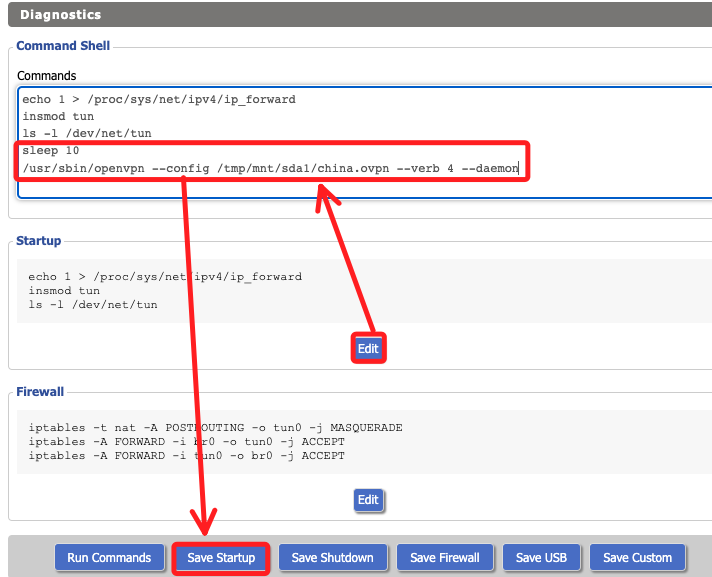 Diagnostics
Command Shell
Commands
echo 1 > /proc/sys/net/ipv4/ip_forward
insmod tun
ls -l /dev/net/tun
sleep 10
/usr/sbin/openvpn --config /tmp/mnt/sda1/china.ovpn --verb 4 --daemon
Startup
echo 1 > /proc/sys/net/ipv4/ip_forward
insmod tun
ls -l /dev/net/tun
Edit
Firewall
iptables -t nat -A POSTROUTING -o tun0 -j MASQUERADE
iptables -A FORWARD -i br0 -o tun0 -j ACCEPT
iptables -A FORWARD -i tun0 -o br0 -j ACCEPT
Edit
Run Commands Save Startup Save Shutdown Save Firewall Save USB Save Custom